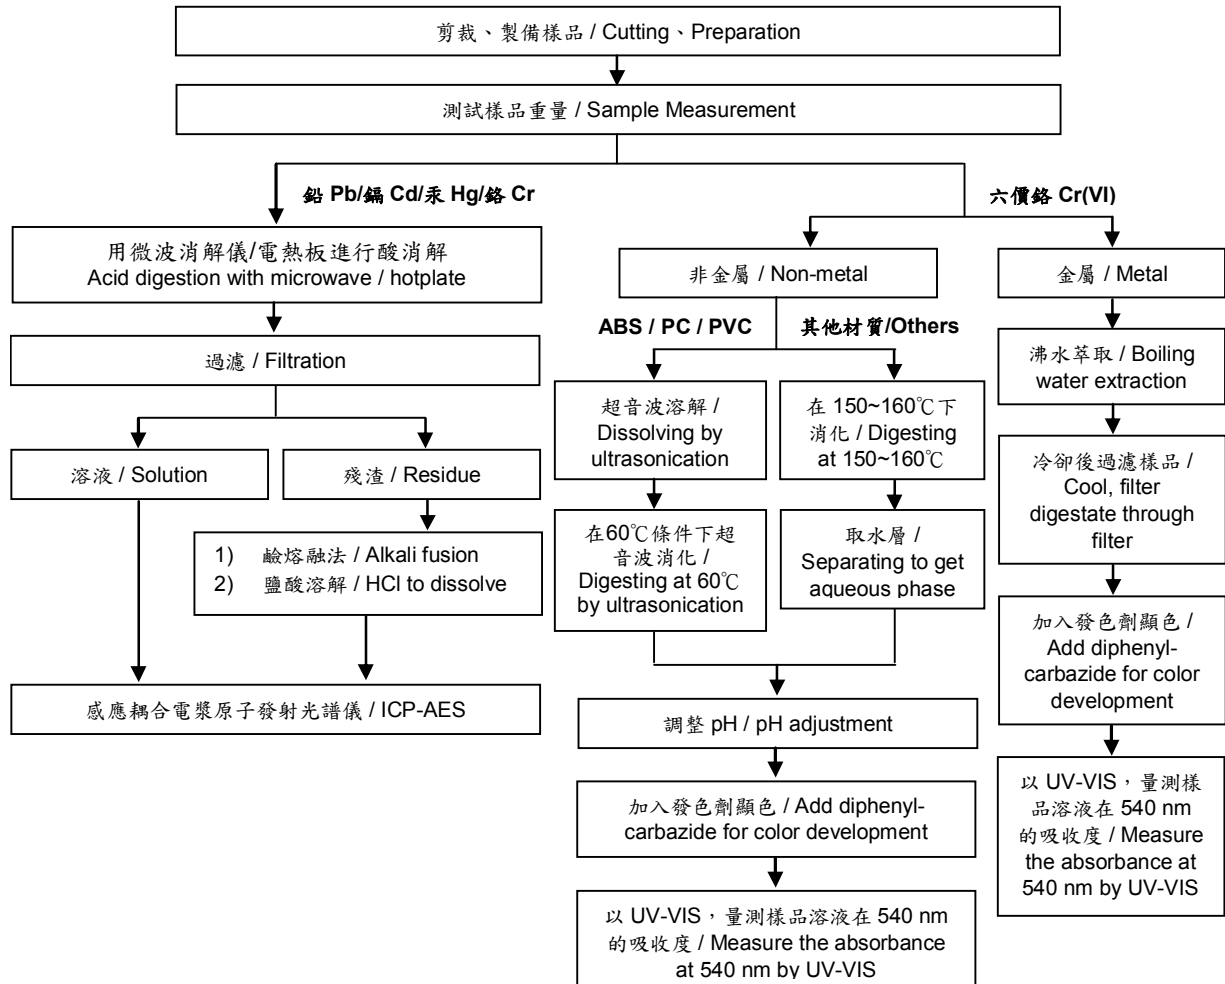 剪裁、製備樣品 / Cutting、Preparation
測試樣品重量 / Sample Measurement
鉛 Pb/鎘 Cd/汞 Hg/鉻 Cr
六價鉻 Cr(VI)
用微波消解儀/電熱板進行酸消解
Acid digestion with microwave / hotplate
過濾 / Filtration
溶液 / Solution
殘渣 / Residue
1) 鹼熔融法 / Alkali fusion
2) 鹽酸溶解 / HCl to dissolve
感應耦合電漿原子發射光譜儀 / ICP-AES
非金屬 / Non-metal
ABS / PC / PVC
其他材質/Others
超音波溶解 /
Dissolving by
ultrasonication
在60℃條件下超
音波消化 /
Digesting at 60℃
by ultrasonication
在 150~160℃下
消化 / Digesting
at 150~160℃
取水層 /
Separating to get
aqueous phase
調整 pH / pH adjustment
加入發色劑顯色 / Add diphenyl-
carbazide for color development
以 UV-VIS，量測樣品溶液在 540 nm
的吸收度 / Measure the absorbance
at 540 nm by UV-VIS
金屬 / Metal
沸水萃取 / Boiling
water extraction
冷卻後過濾樣品 /
Cool, filter
digestate through
filter
加入發色劑顯色 /
Add diphenyl-
carbazide for color
development
以 UV-VIS，量測樣
品溶液在 540 nm
的吸收度 / Measure
the absorbance at
540 nm by UV-VIS